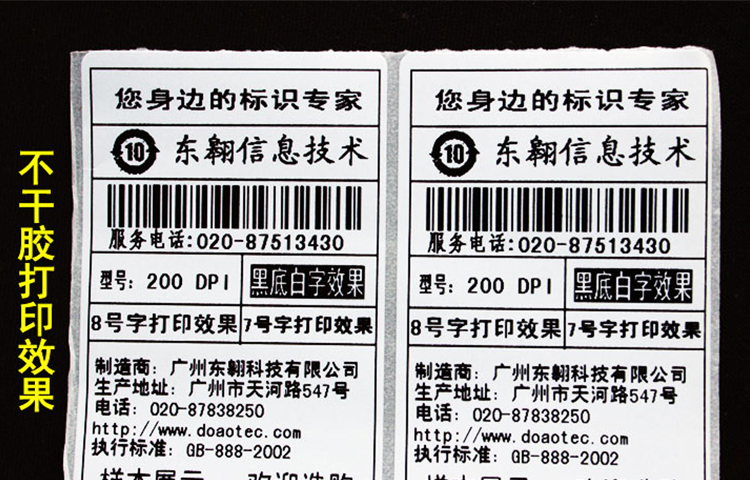 不干胶打印效果
您身边的标识专家
10 东翱信息技术
服务电话:020-87513430
型号: 200 DPI
黑底白字效果
8号字打印效果
7号字打印效果
制造商: 广州东翱科技有限公司
生产地址: 广州市天河路547号
电话: 020-87838250
http://www.doaotec.com
执行标准: GB-888-2002
样本展示 欢迎选购
您身边的标识专家
10 东翱信息技术
服务电话:020-87513430
型号: 200 DPI
黑底白字效果
8号字打印效果
7号字打印效果
制造商: 广州东翱科技有限公司
生产地址: 广州市天河路547号
电话: 020-87838250
http://www.doaotec.com
执行标准: GB-888-2002